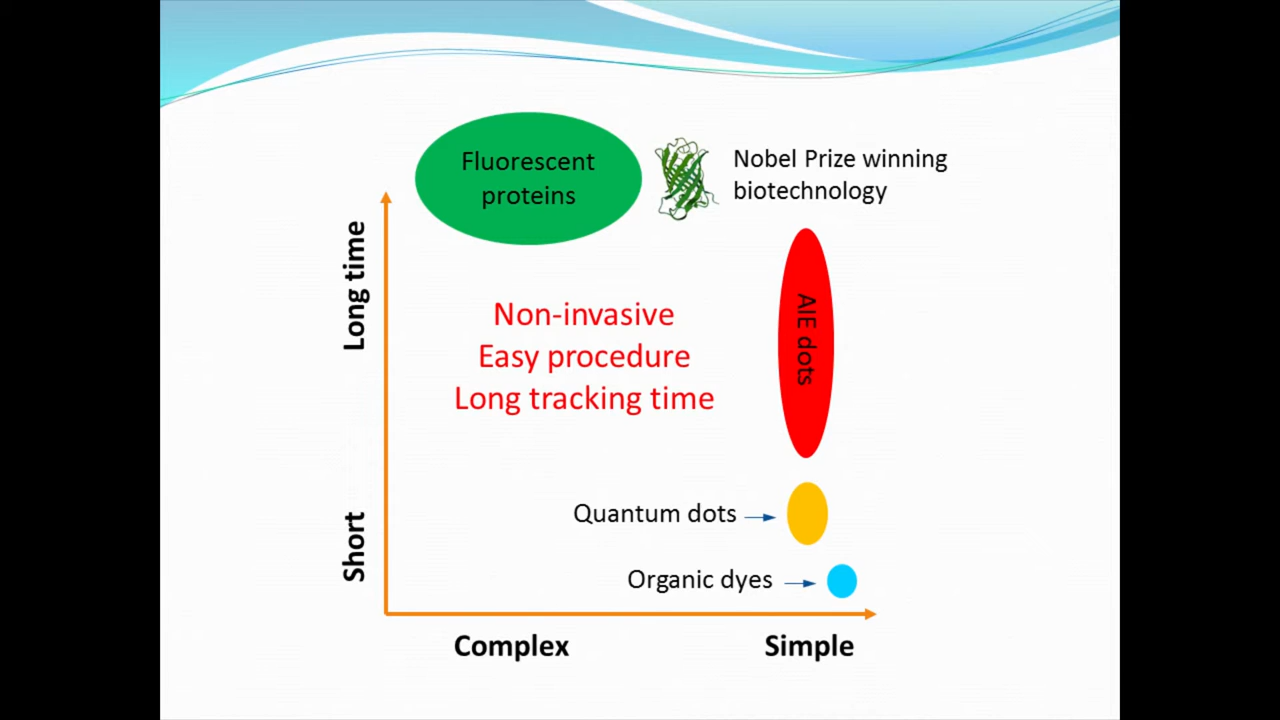 Fluorescent
proteins
Nobel Prize winning
biotechnology
Long time
Non-invasive
Easy procedure
Long tracking time
AIE dots
Short
Quantum dots
Organic dyes
Complex
Simple